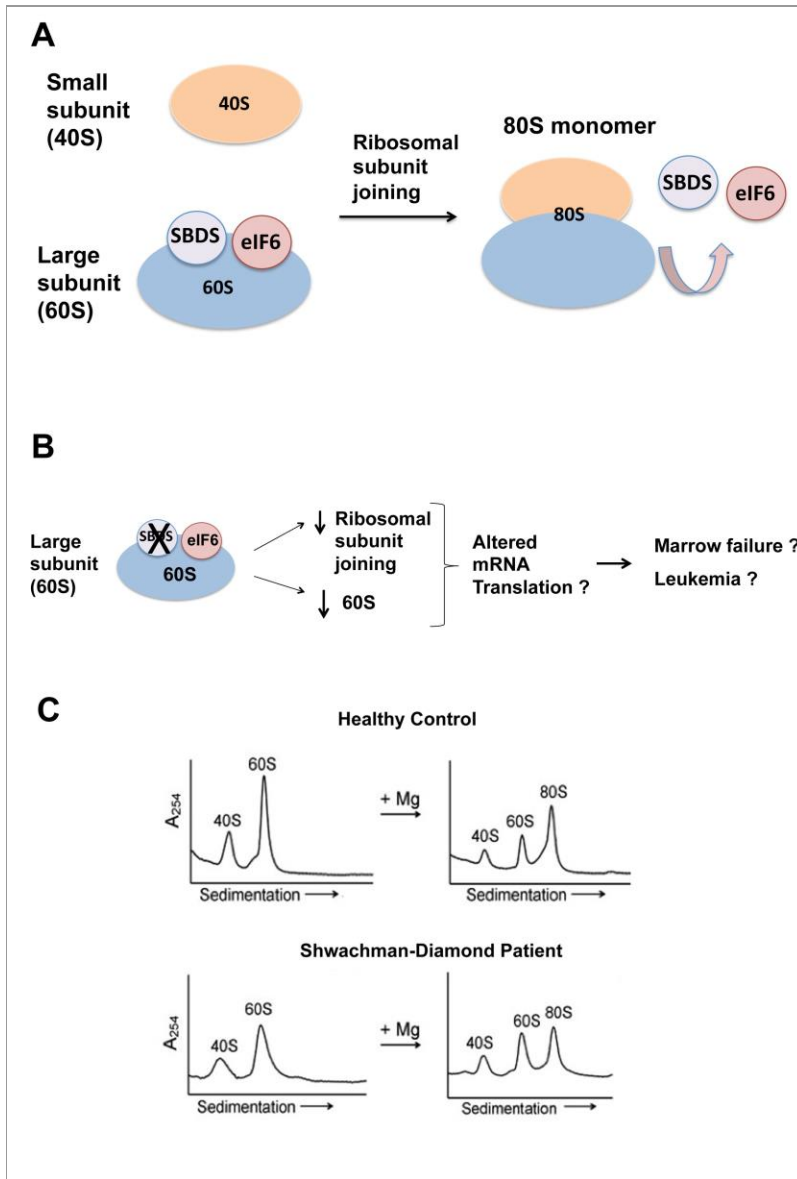 A
Small
subunit
(40S)
40S
Large
subunit
(60S)
SBDS
eIF6
60S
Ribosomal
subunit
joining
80S monomer
80S
SBDS
eIF6
B
Large
subunit
(60S)
SBDS
eIF6
60S
↓ Ribosomal
subunit
joining
↓ 60S
Altered
mRNA
Translation ?
Marrow failure ?
Leukemia ?
C
Healthy Control
A254
40S
60S
Sedimentation →
+ Mg
40S
60S
80S
Sedimentation →
Shwachman-Diamond Patient
A254
40S
60S
Sedimentation →
+ Mg
40S
60S
80S
Sedimentation →